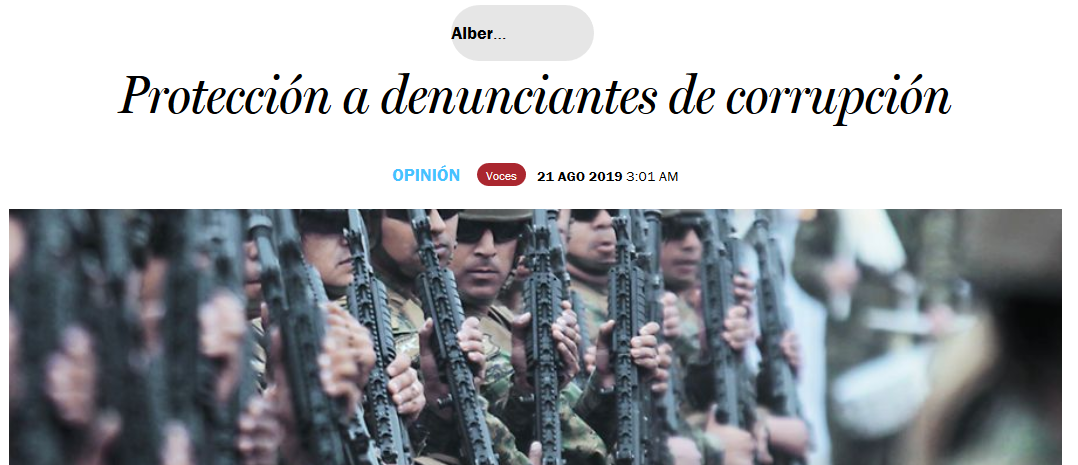 Alber...
Protección a denunciantes de corrupción
OPINIÓN Voces 21 AGO 2019 3:01 AM